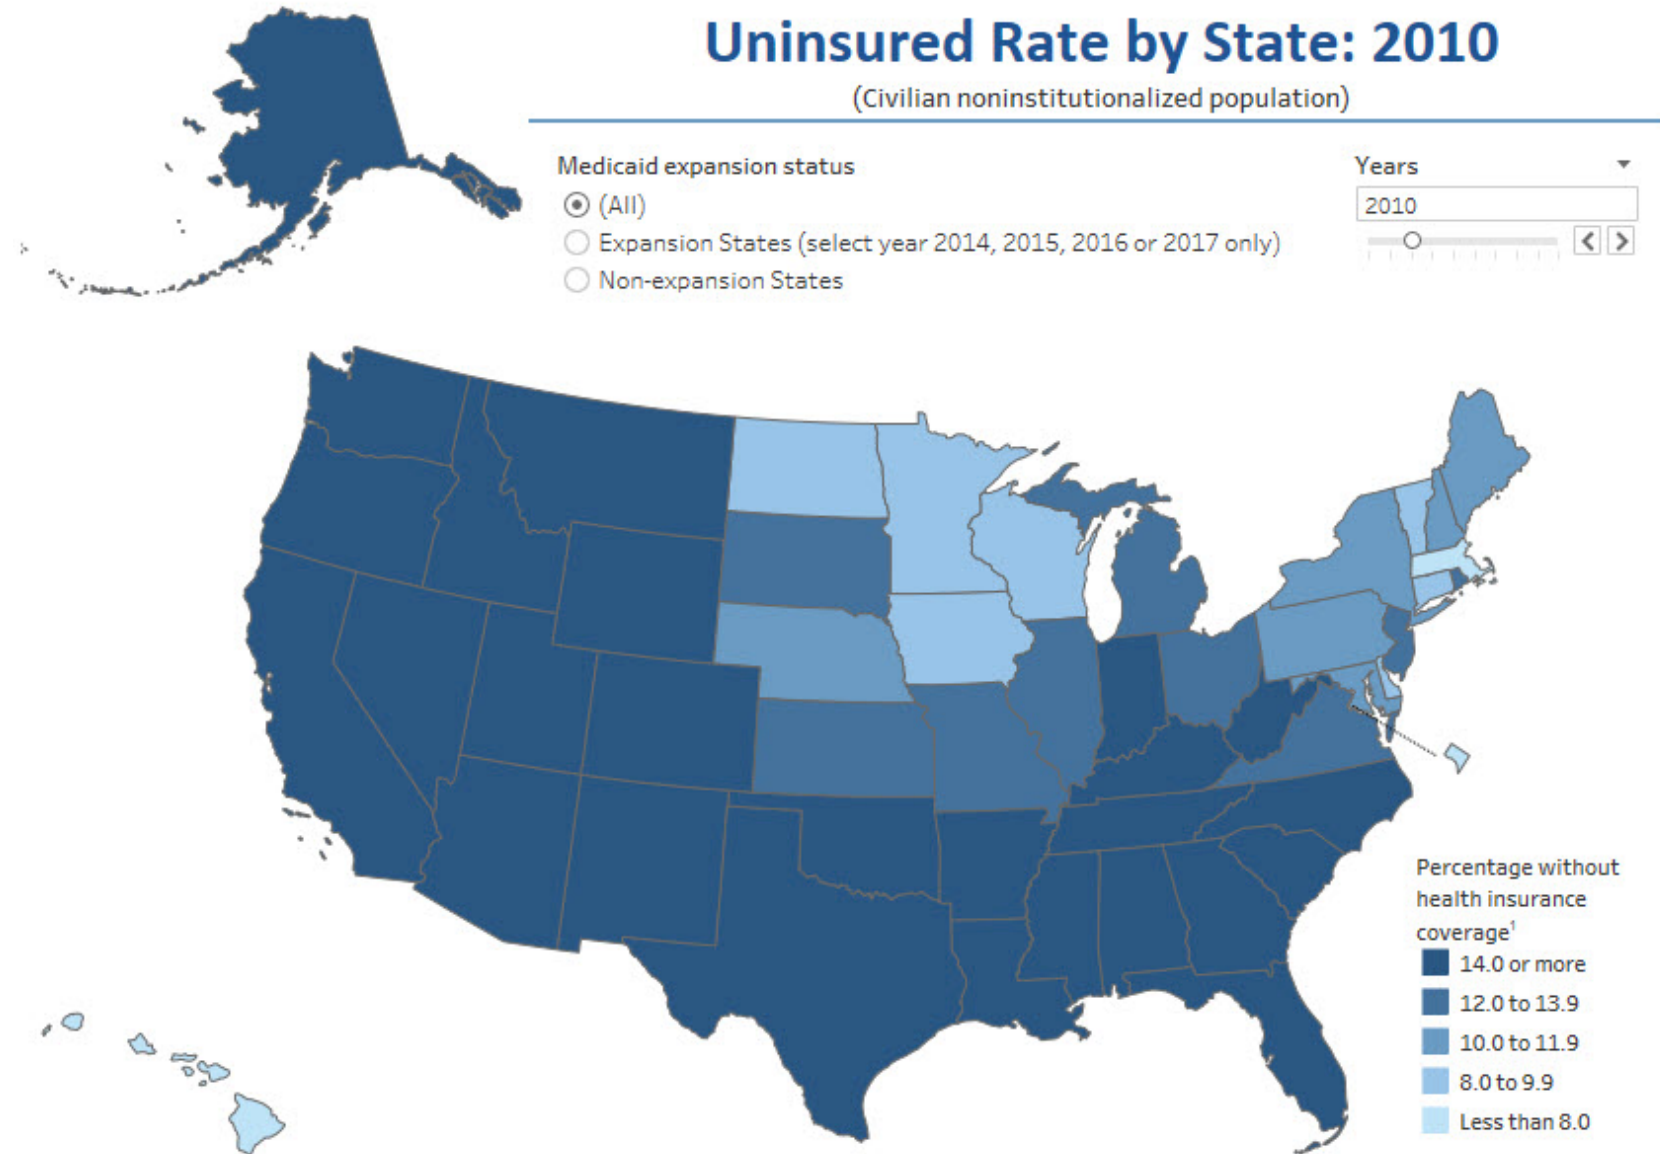 Uninsured Rate by State: 2010
(Civilian noninstitutionalized population)
Medicaid expansion status
(All)
Expansion States (select year 2014, 2015, 2016 or 2017 only)
Non-expansion States
Years
2010
Percentage without
health insurance
coverage¹
14.0 or more
12.0 to 13.9
10.0 to 11.9
8.0 to 9.9
Less than 8.0